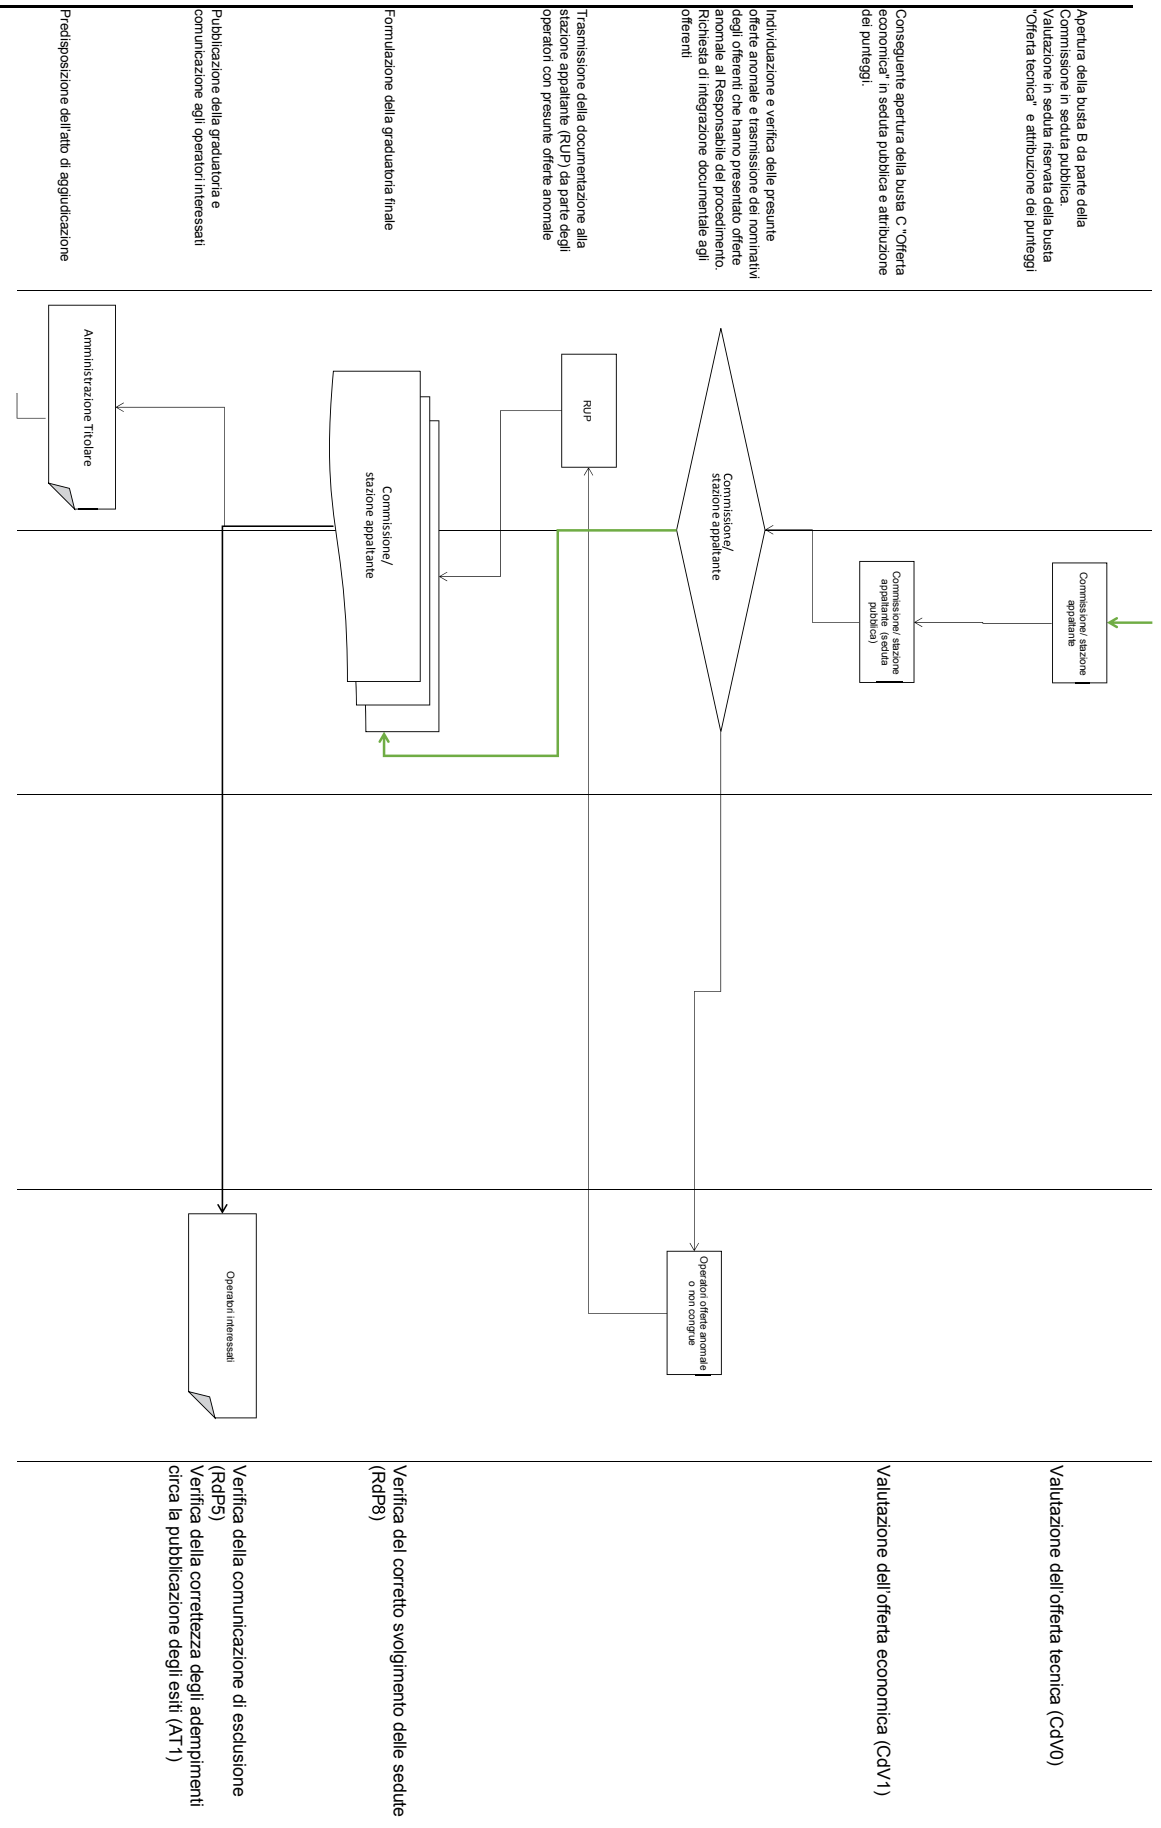 Apertura della busta B da parte della
Commissione in seduta pubblica.
Valutazione in seduta riservata della busta
"Offerta tecnica" e attribuzione dei punteggi
Commissione/ stazione
appaltante
Valutazione dell'offerta tecnica (CdV0)
Conseguente apertura della busta C "Offerta
economica" in seduta pubblica e attribuzione
dei punteggi.
Commissione/ stazione
appaltante (seduta
pubblica)
Valutazione dell'offerta economica (CdV1)
Individuazione e verifica delle presunte
offerte anomale e trasmissione dei nominativi
degli offerenti che hanno presentato offerte
anomale al Responsabile del procedimento.
Richiesta di integrazione documentale agli
offerenti
Commissione/
stazione appaltante
Operatori offerte anomale
o non congrue
Trasmissione della documentazione alla
stazione appaltante (RUP) da parte degli
operatori con presunte offerte anomale
RUP
Formulazione della graduatoria finale
Commissione/
stazione appaltante
Verifica del corretto svolgimento delle sedute
(RdP8)
Pubblicazione della graduatoria e
comunicazione agli operatori interessati
Operatori interessati
Verifica della comunicazione di esclusione
(RdP5)
Verifica della correttezza degli adempimenti
circa la pubblicazione degli esiti (AT1)
Predisposizione dell'atto di aggiudicazione
Amministrazione Titolare